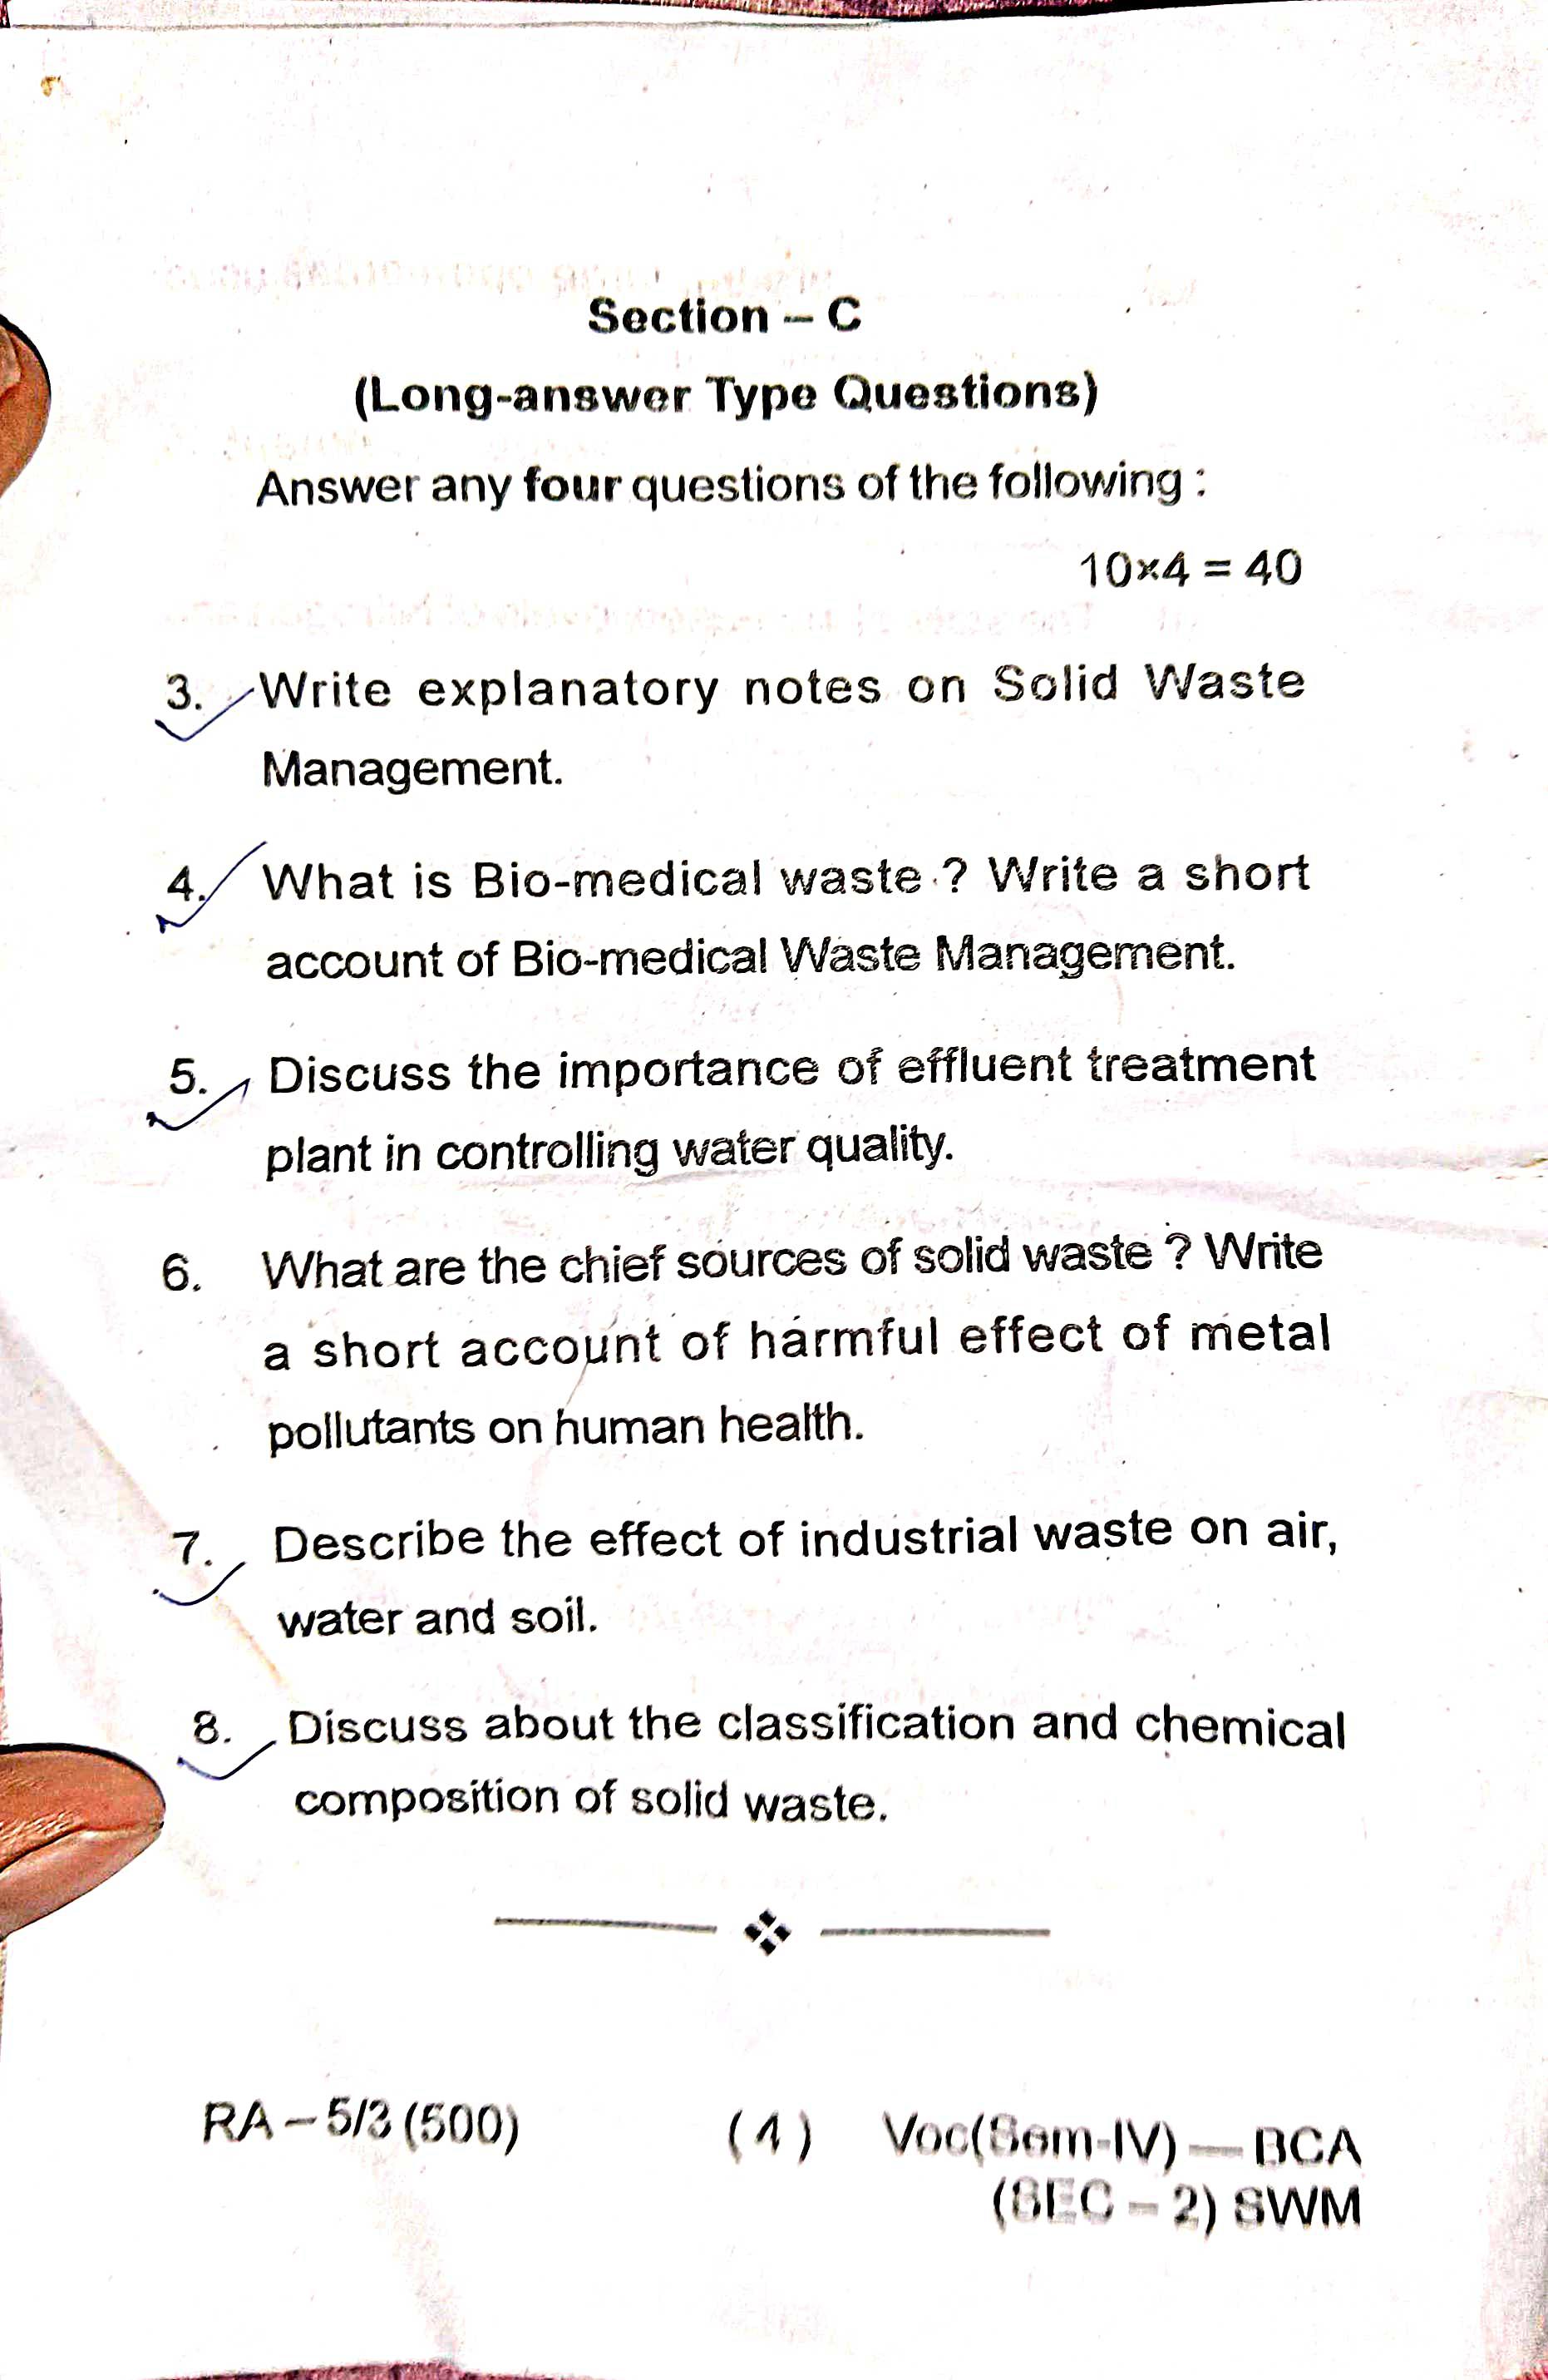 Section – C
(Long-answer Type Questions)
Answer any four questions of the following :
10×4 = 40
3. Write explanatory notes on Solid Waste
Management.
4. What is Bio-medical waste ? Write a short
account of Bio-medical Waste Management.
5. Discuss the importance of effluent treatment
plant in controlling water quality.
6. What are the chief sources of solid waste ? Write
a short account of harmful effect of metal
pollutants on human health.
7. Describe the effect of industrial waste on air,
water and soil.
8. Discuss about the classification and chemical
composition of solid waste.
RA – 5/3 (500) (4) Voc(Sem-IV) — BCA
(SEC – 2) SWM